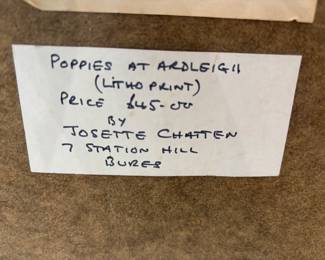 POPPIES AT ARDLEIGH
(LITHO PRINT)
PRICE £45-00
BY
JOSETTE CHATTEN
7 STATION HILL
BURES